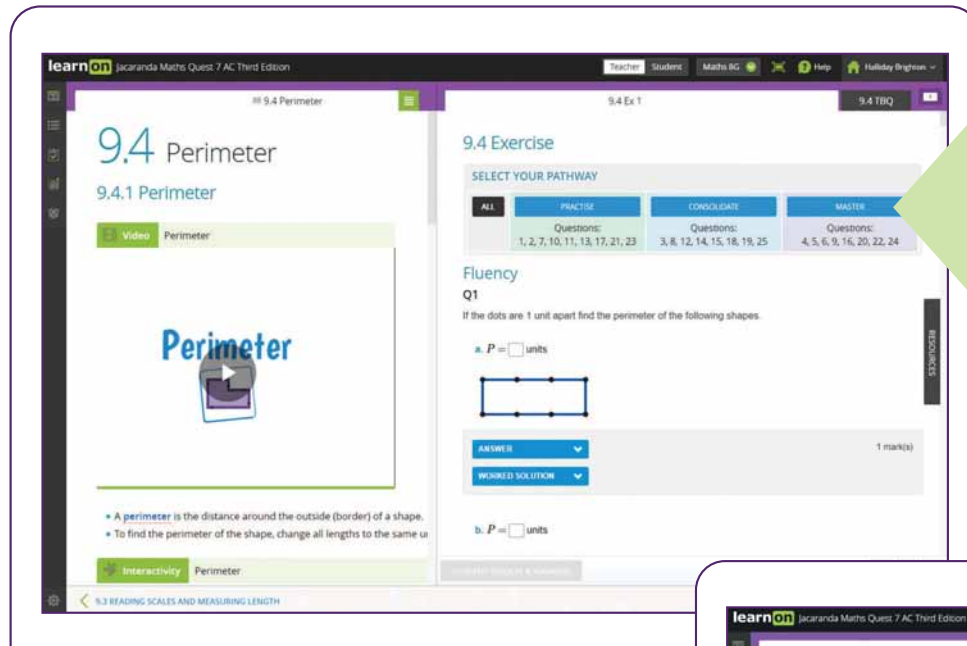 learnon Jacaranda Maths Quest 7 AC Third Edition
Teacher Student Maths BG Help Halliday Brighton
9.4 Perimeter
9.4 Perimeter
9.4.1 Perimeter
Video Perimeter
Perimeter
• A perimeter is the distance around the outside (border) of a shape.
• To find the perimeter of the shape, change all lengths to the same u
Interactivity Perimeter
9.3 READING SCALES AND MEASURING LENGTH
9.4 Ex 1
9.4 TBQ
9.4 Exercise
SELECT YOUR PATHWAY
ALL
PRACTISE
Questions:
1, 2, 7, 10, 11, 13, 17, 21, 23
CONSOLIDATE
Questions:
3, 8, 12, 14, 15, 18, 19, 25
MASTER
Questions:
4, 5, 6, 9, 16, 20, 22, 24
Fluency
Q1
If the dots are 1 unit apart find the perimeter of the following shapes.
a. P = units
ANSWER
1 mark(s)
WORKED SOLUTION
b. P = units
RESOURCES
learnon Jacaranda Maths Quest 7 AC Third Edition